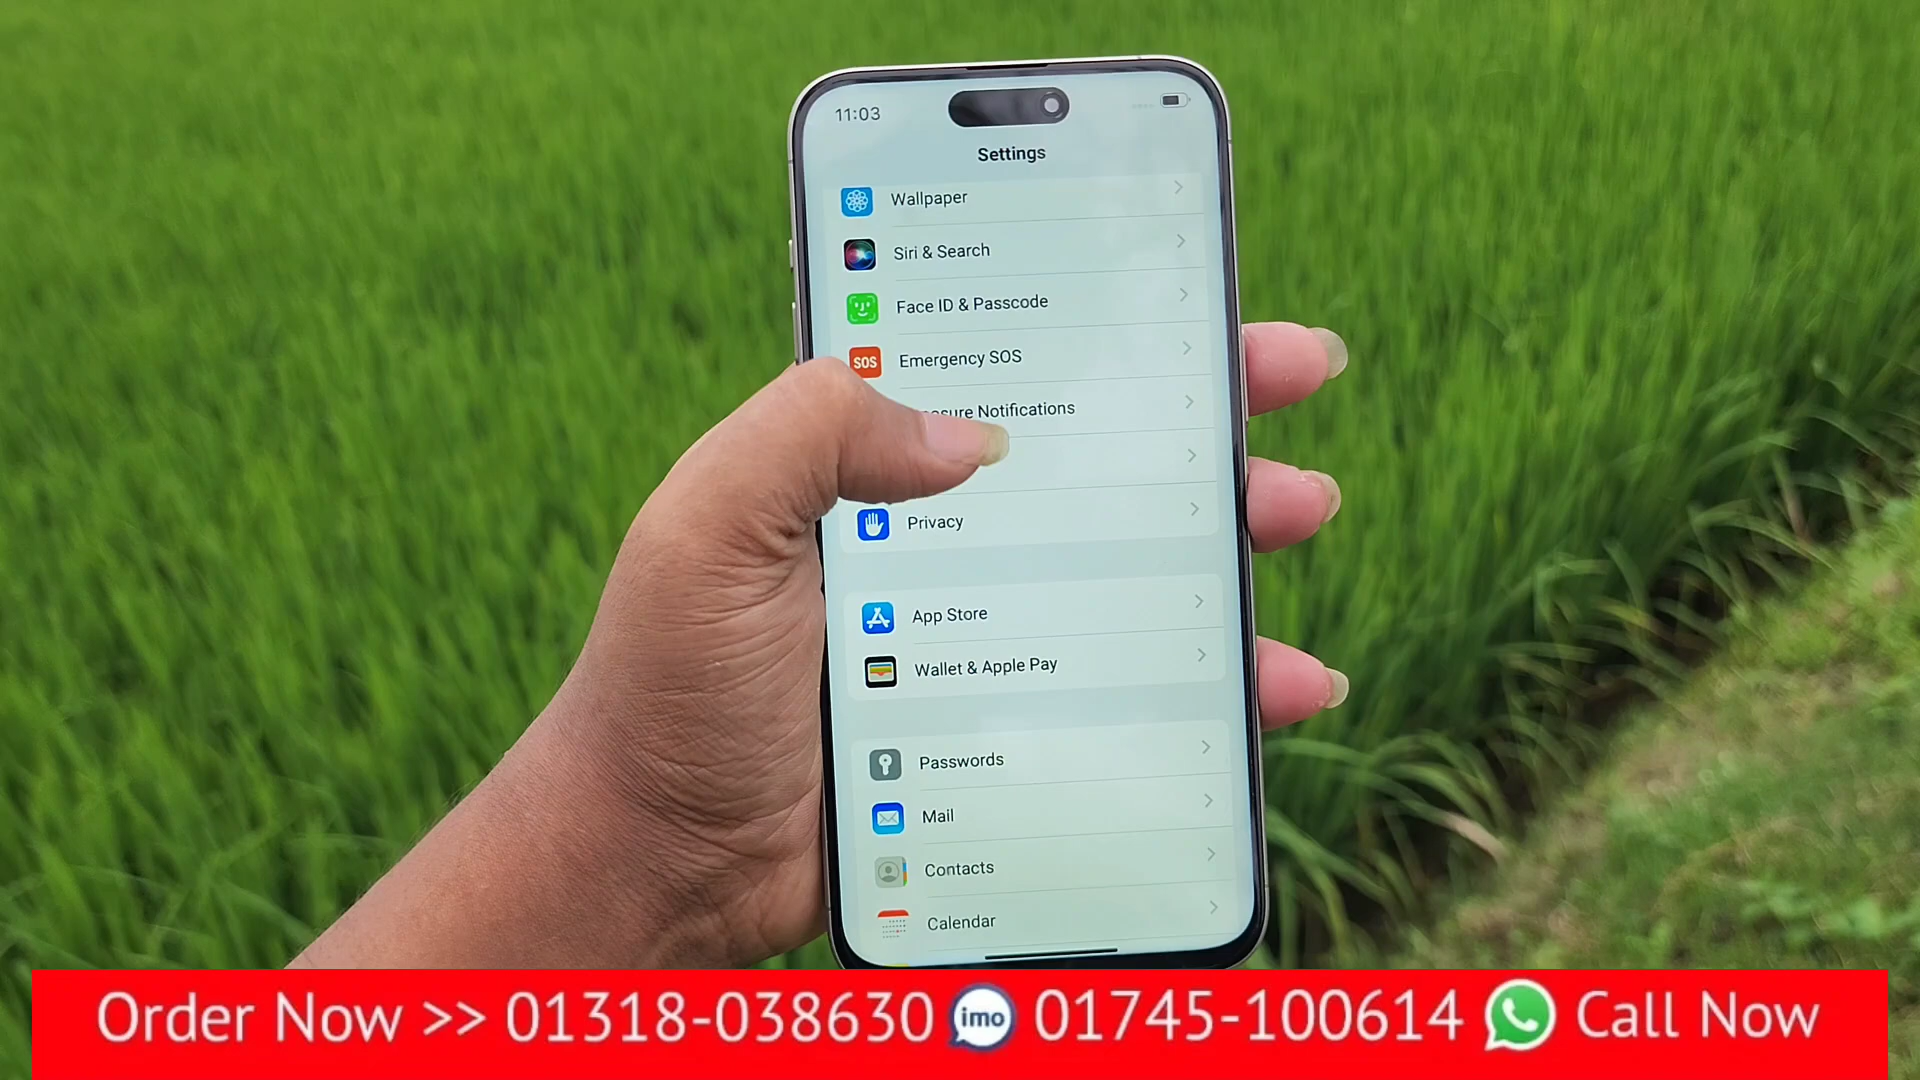 11:03
Settings
Wallpaper
Siri & Search
Face ID & Passcode
SOS Emergency SOS
Notifications
Privacy
App Store
Wallet & Apple Pay
Passwords
Mail
Contacts
Calendar
Order Now >> 01318-038630 imo 01745-100614 Call Now